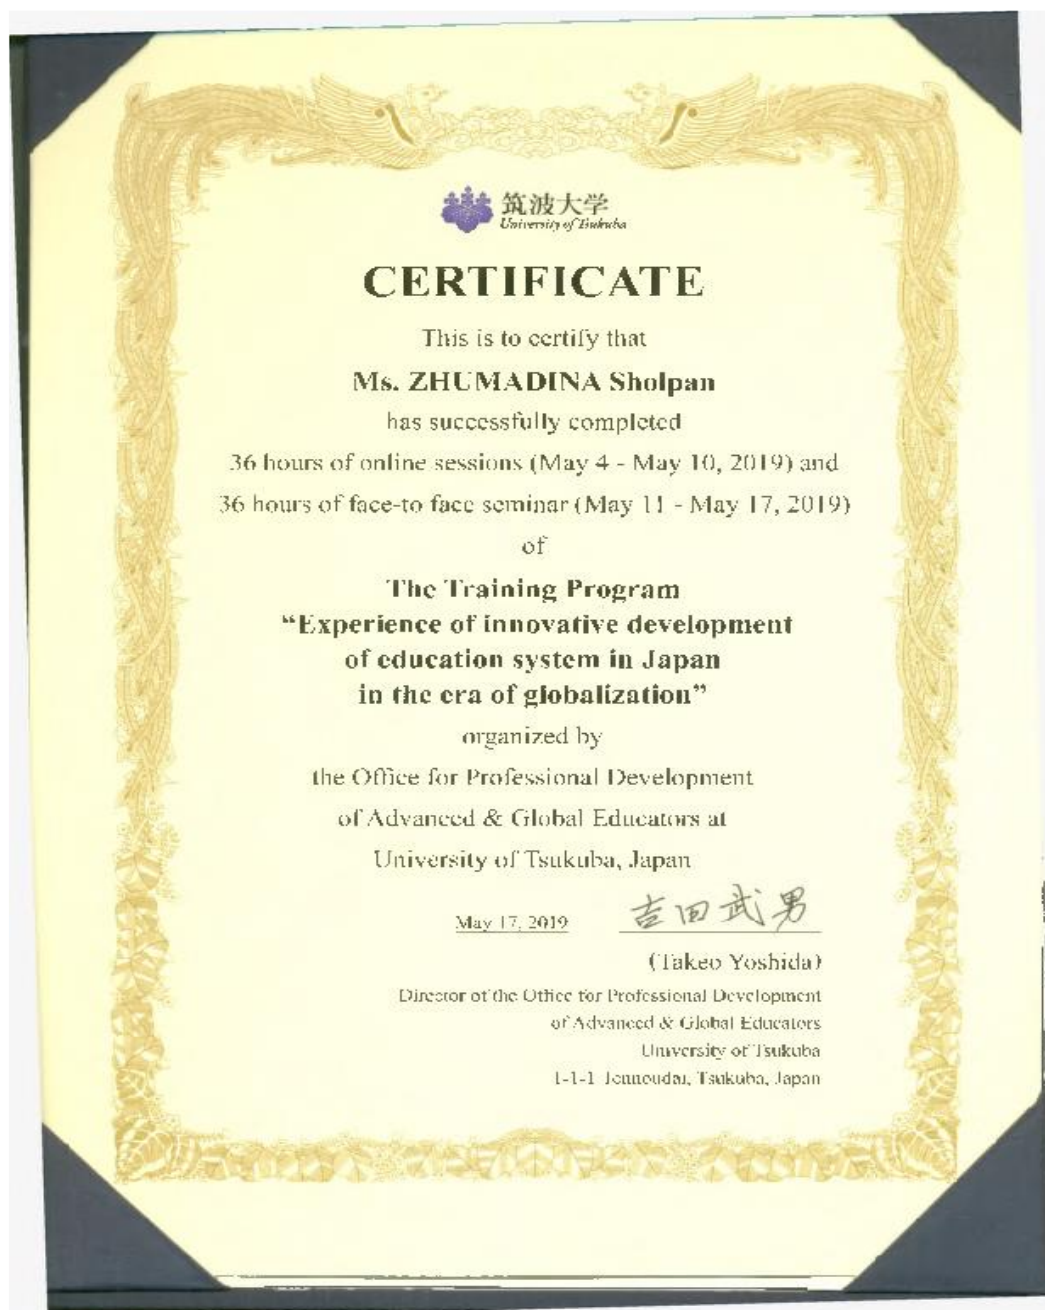 筑波大学
University of Tsukuba
CERTIFICATE
This is to certify that
Ms. ZHUMADINA Sholpan
has successfully completed
36 hours of online sessions (May 4 - May 10, 2019) and
36 hours of face-to face seminar (May 11 - May 17, 2019)
of
The Training Program
“Experience of innovative development
of education system in Japan
in the era of globalization”
organized by
the Office for Professional Development
of Advanced & Global Educators at
University of Tsukuba, Japan
May 17, 2019 吉田武男
(Takeo Yoshida)
Director of the Office for Professional Development
of Advanced & Global Educators
University of Tsukuba
1-1-1 Tennoudai, Tsukuba, Japan